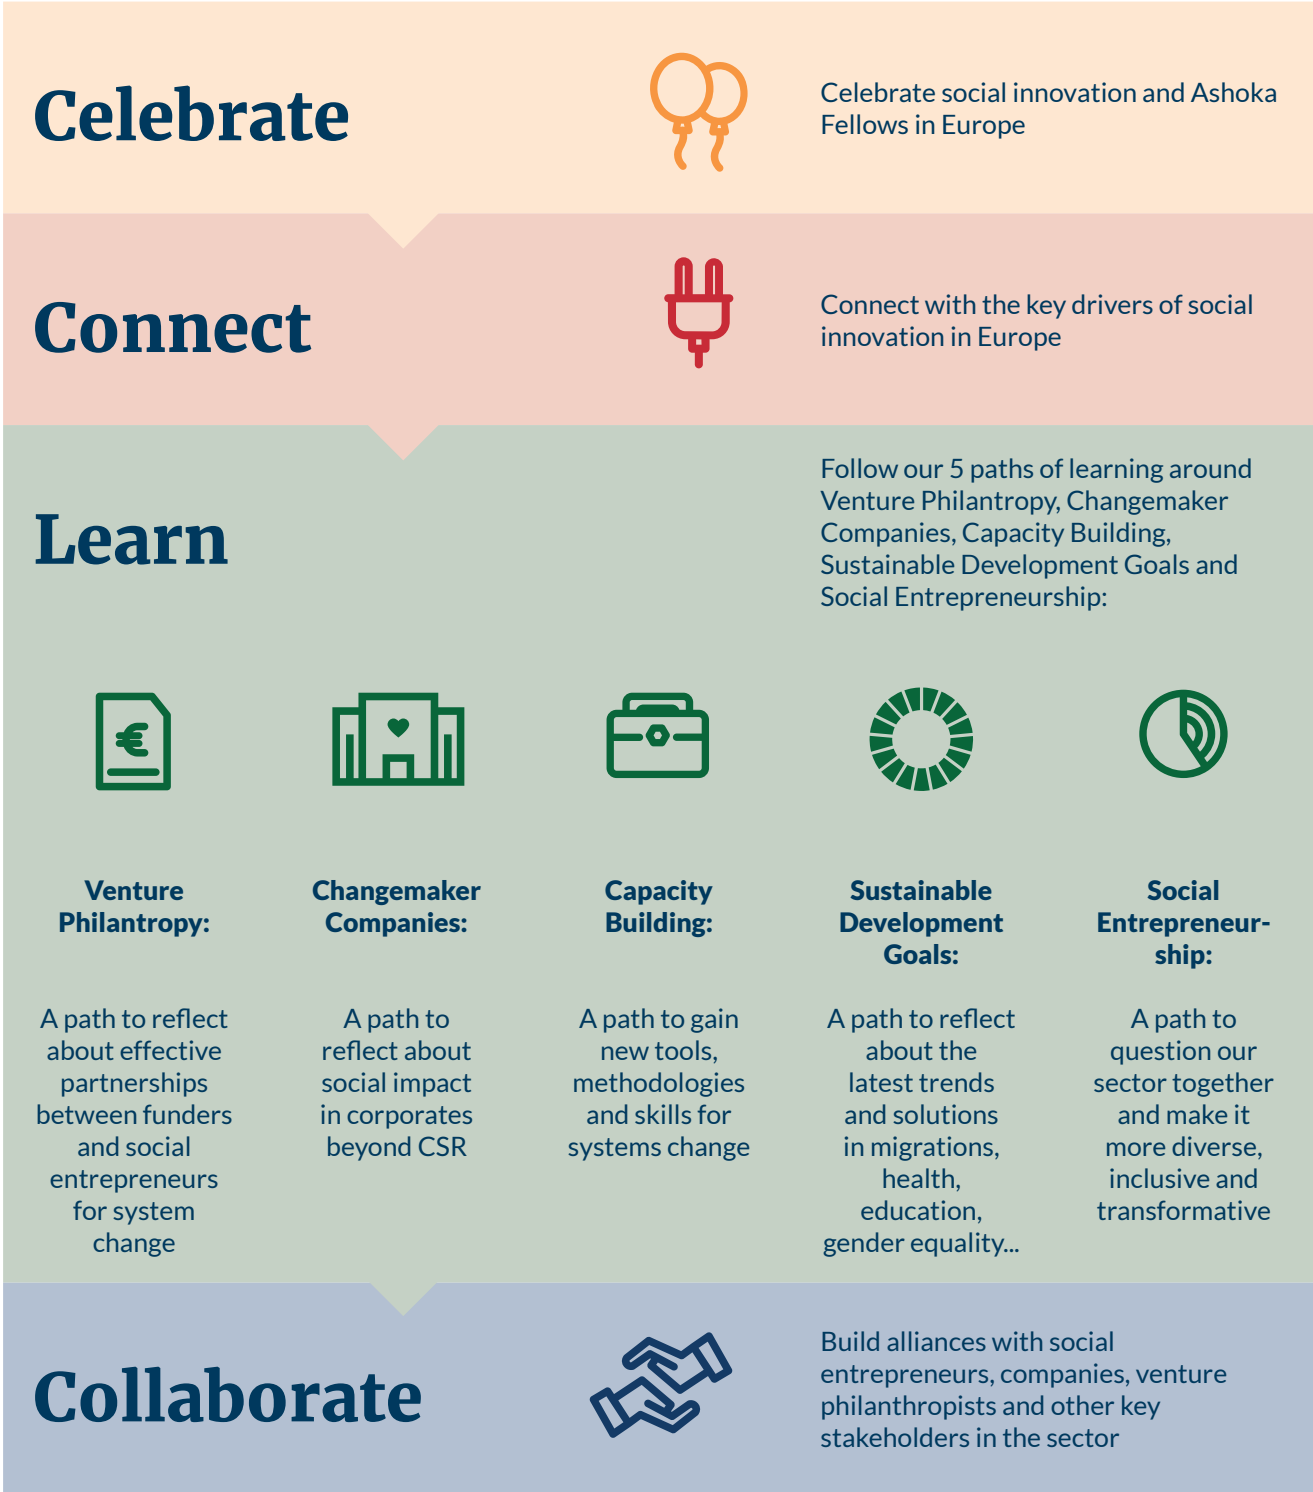 Celebrate
Celebrate social innovation and Ashoka
Fellows in Europe
Connect
Connect with the key drivers of social
innovation in Europe
Learn
Follow our 5 paths of learning around
Venture Philantropy, Changemaker
Companies, Capacity Building,
Sustainable Development Goals and
Social Entrepreneurship:
Venture
Philantropy:
A path to reflect
about effective
partnerships
between funders
and social
entrepreneurs
for system
change
Changemaker
Companies:
A path to
reflect about
social impact
in corporates
beyond CSR
Capacity
Building:
A path to gain
new tools,
methodologies
and skills for
systems change
Sustainable
Development
Goals:
A path to reflect
about the
latest trends
and solutions
in migrations,
health,
education,
gender equality...
Social
Entrepreneur-
ship:
A path to
question our
sector together
and make it
more diverse,
inclusive and
transformative
Collaborate
Build alliances with social
entrepreneurs, companies, venture
philanthropists and other key
stakeholders in the sector